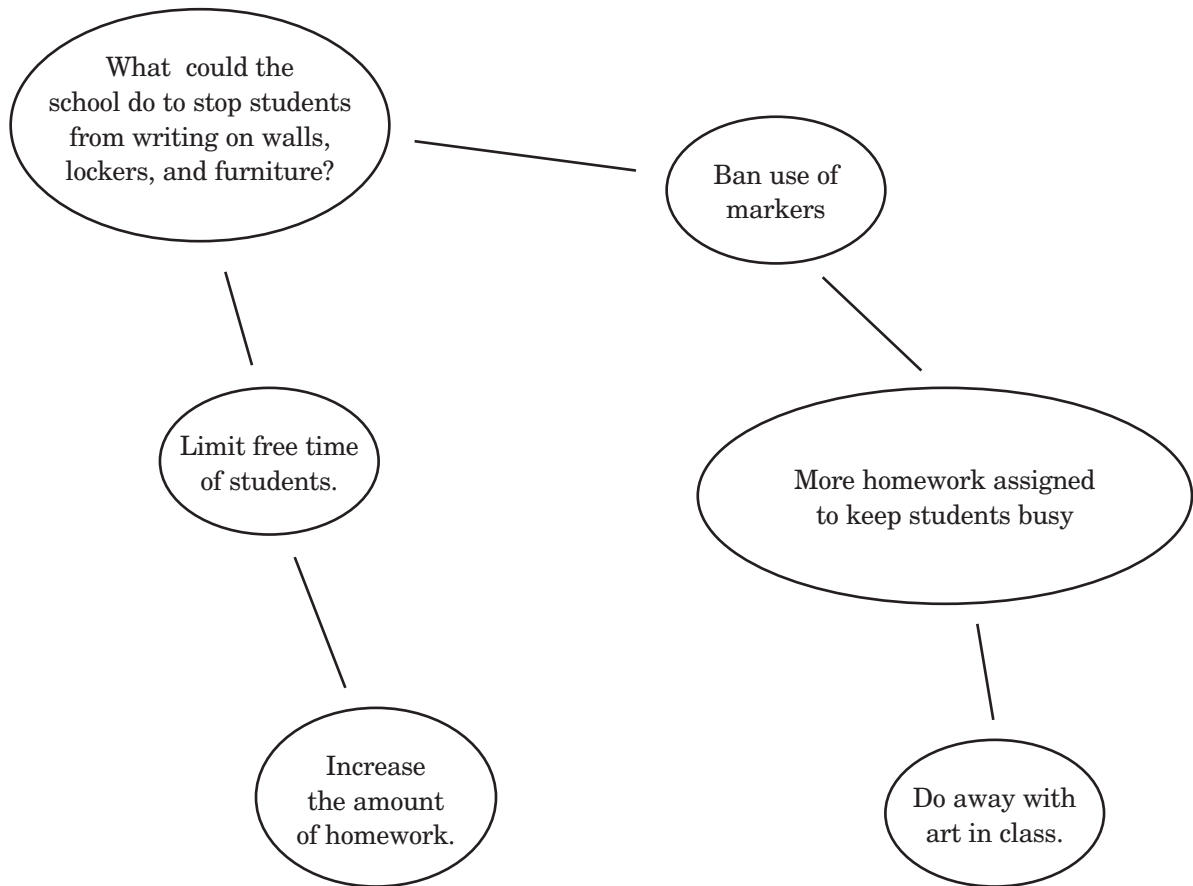 What could the
school do to stop students
from writing on walls,
lockers, and furniture?
Ban use of
markers
Limit free time
of students.
More homework assigned
to keep students busy
Increase
the amount
of homework.
Do away with
art in class.